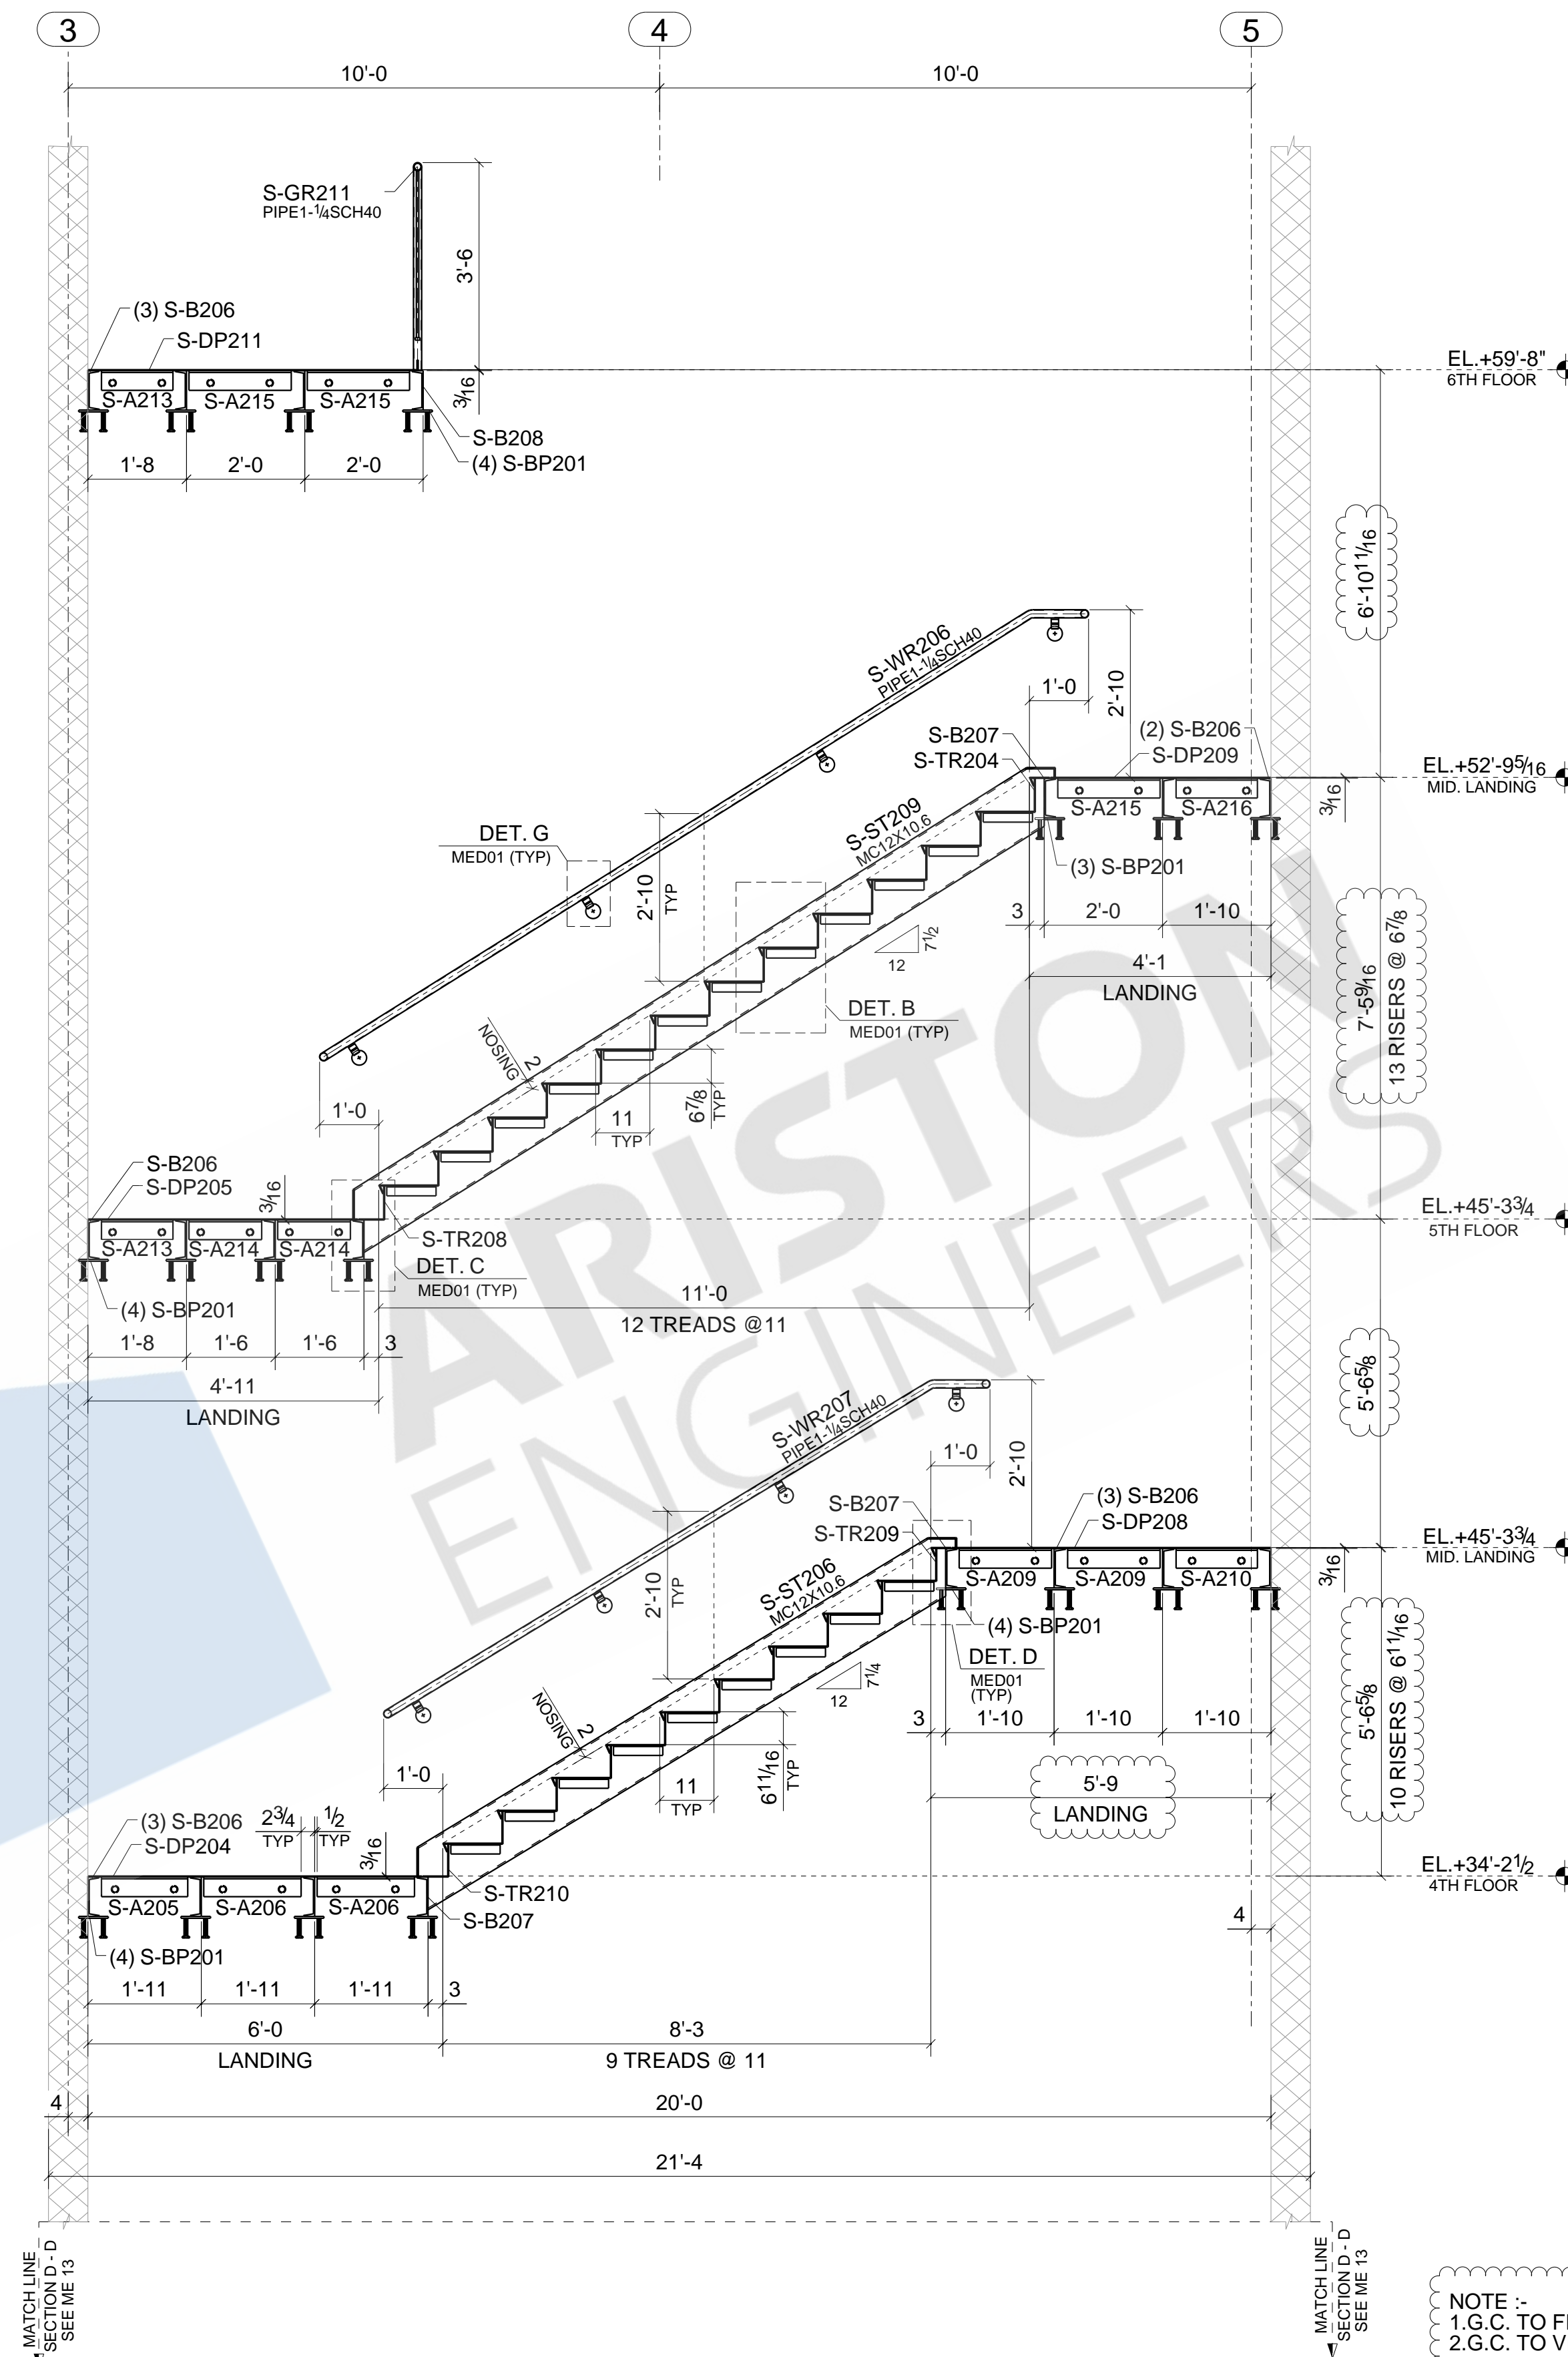 3
4
5
10'-0
10'-0
S-GR211
PIPE1-1/4SCH40
3'-6
(3) S-B206
S-DP211
EL.+59'-8"
6TH FLOOR
S-A213
S-A215
S-A215
3/16
S-B208
(4) S-BP201
1'-8
2'-0
2'-0
6'-10 11/16
S-WR206
PIPE1-1/4SCH40
1'-0
2'-10
S-B207
(2) S-B206
S-TR204
S-DP209
EL.+52'-9 5/16
MID. LANDING
S-A215
S-A216
3/16
S-ST209
MC12X10.6
DET. G
MED01 (TYP)
2'-10
TYP
(3) S-BP201
3
2'-0
1'-10
7 1/2
12
4'-1
LANDING
7'-5 9/16
13 RISERS @ 6 7/8
DET. B
MED01 (TYP)
2
NOSING
1'-0
11
TYP
6 7/8
TYP
S-B206
S-DP205
3/16
EL.+45'-3 3/4
5TH FLOOR
S-A213
S-A214
S-A214
S-TR208
DET. C
MED01 (TYP)
(4) S-BP201
11'-0
12 TREADS @11
1'-8
1'-6
1'-6
3
4'-11
LANDING
5'-6 5/8
ARISTON
ENGINEERS
S-WR207
PIPE1-1/4SCH40
1'-0
2'-10
S-B207
(3) S-B206
S-TR209
S-DP208
EL.+45'-3 3/4
MID. LANDING
S-A209
S-A209
S-A210
3/16
S-ST206
MC12X10.6
2'-10
TYP
(4) S-BP201
DET. D
MED01
(TYP)
7 1/4
12
3
1'-10
1'-10
1'-10
5'-6 5/8
10 RISERS @ 6 11/16
2
NOSING
1'-0
11
TYP
6 11/16
TYP
5'-9
LANDING
(3) S-B206
S-DP204
2 3/4
TYP
1/2
TYP
3/16
EL.+34'-2 1/2
4TH FLOOR
S-A205
S-A206
S-A206
S-TR210
S-B207
4
(4) S-BP201
1'-11
1'-11
1'-11
3
6'-0
LANDING
8'-3
9 TREADS @ 11
4
20'-0
21'-4
MATCH LINE
SECTION D - D
SEE ME 13
MATCH LINE
SECTION D - D
SEE ME 13
NOTE :-
1.G.C. TO
2.G.C. TO